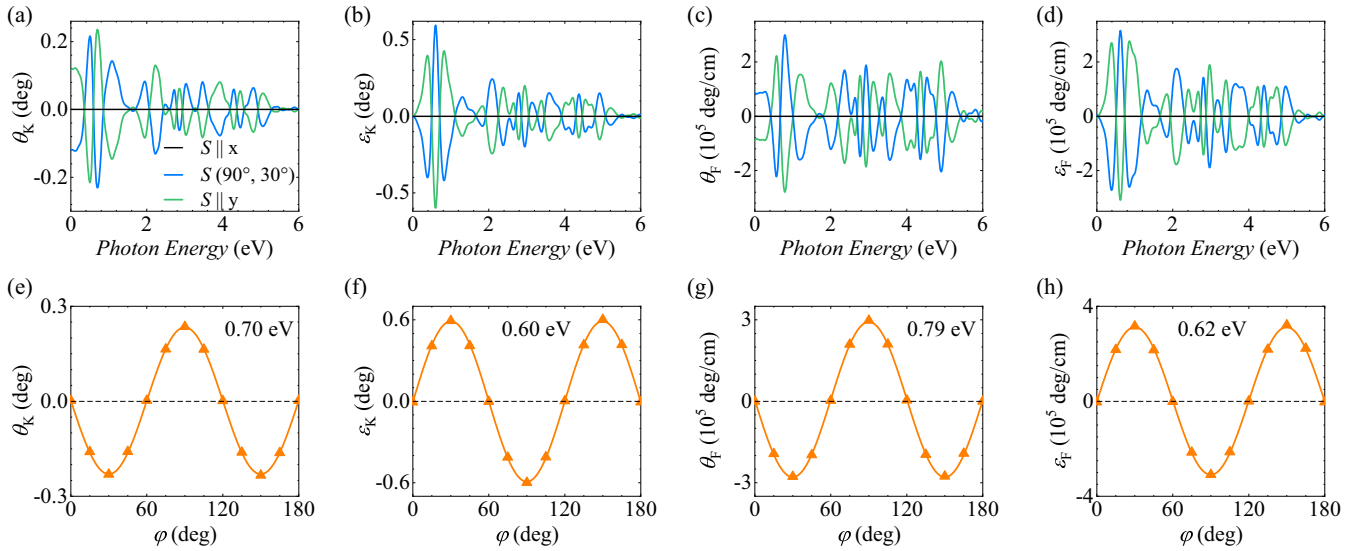 (a)
0.2
0.0
-0.2
θK (deg)
S || x
S (90°, 30°)
S || y
0 2 4 6
Photon Energy (eV)
(b)
0.5
0.0
-0.5
εK (deg)
0 2 4 6
Photon Energy (eV)
(c)
2
0
-2
θF (10^5 deg/cm)
0 2 4 6
Photon Energy (eV)
(d)
2
0
-2
εF (10^5 deg/cm)
0 2 4 6
Photon Energy (eV)
(e)
0.3
0.0
-0.3
θK (deg)
0.70 eV
0 60 120 180
φ (deg)
(f)
0.6
0.0
-0.6
εK (deg)
0.60 eV
0 60 120 180
φ (deg)
(g)
3
0
-3
θF (10^5 deg/cm)
0.79 eV
0 60 120 180
φ (deg)
(h)
4
0
-4
εF (10^5 deg/cm)
0.62 eV
0 60 120 180
φ (deg)